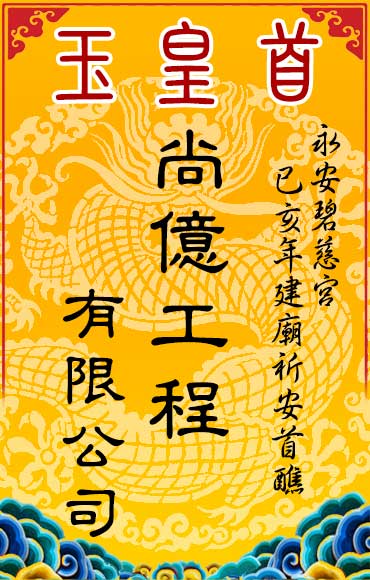 首皇玉
永安碧慈宮
已亥年建廟祈安首醮
尚億工程
有限公司